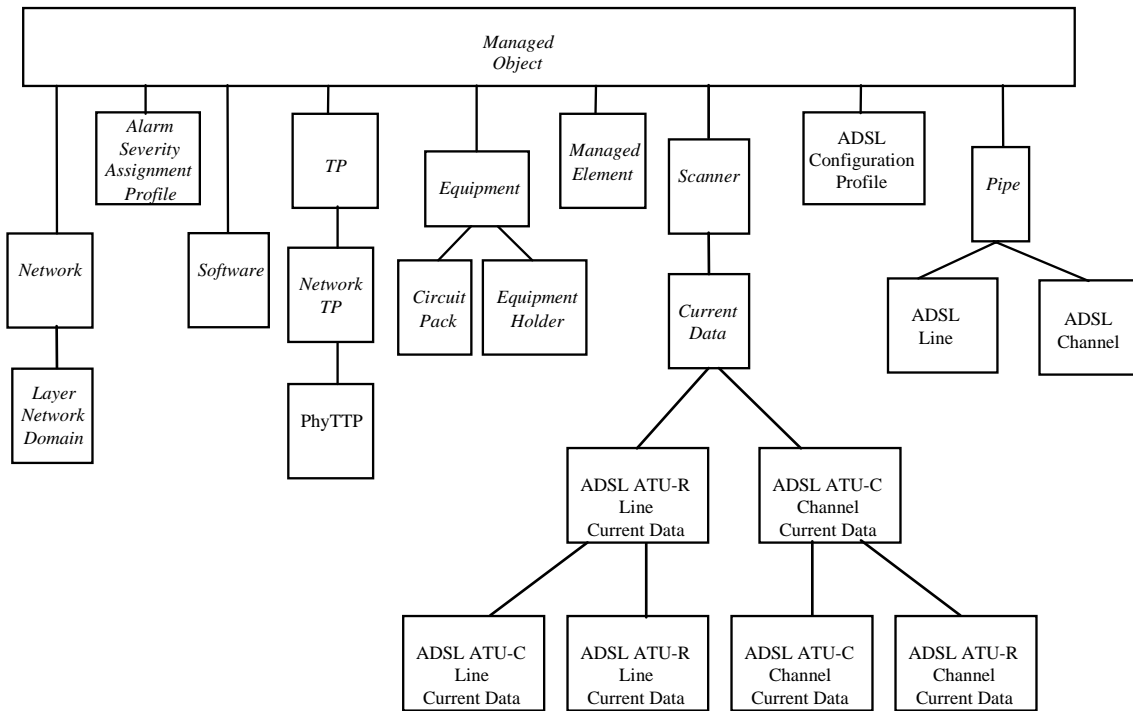 Managed
Object
Alarm
Severity
Assignment
Profile
TP
Equipment
Managed
Element
Scanner
ADSL
Configuration
Profile
Pipe
Network
Software
Network
TP
Circuit
Pack
Equipment
Holder
Current
Data
ADSL
Line
ADSL
Channel
Layer
Network
Domain
PhyTTP
ADSL ATU-R
Line
Current Data
ADSL ATU-C
Channel
Current Data
ADSL ATU-C
Line
Current Data
ADSL ATU-R
Line
Current Data
ADSL ATU-C
Channel
Current Data
ADSL ATU-R
Channel
Current Data